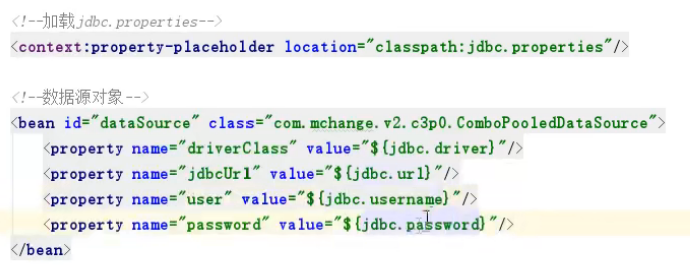 <!--加载jdbc.properties-->
<context:property-placeholder location="classpath:jdbc.properties"/>
<!--数据源对象-->
<bean id="dataSource" class="com.mchange.v2.c3p0.ComboPooledDataSource">
<property name="driverClass" value="${jdbc.driver}"/>
<property name="jdbcUrl" value="${jdbc.url}"/>
<property name="user" value="${jdbc.username}"/>
<property name="password" value="${jdbc.password}"/>
</bean>